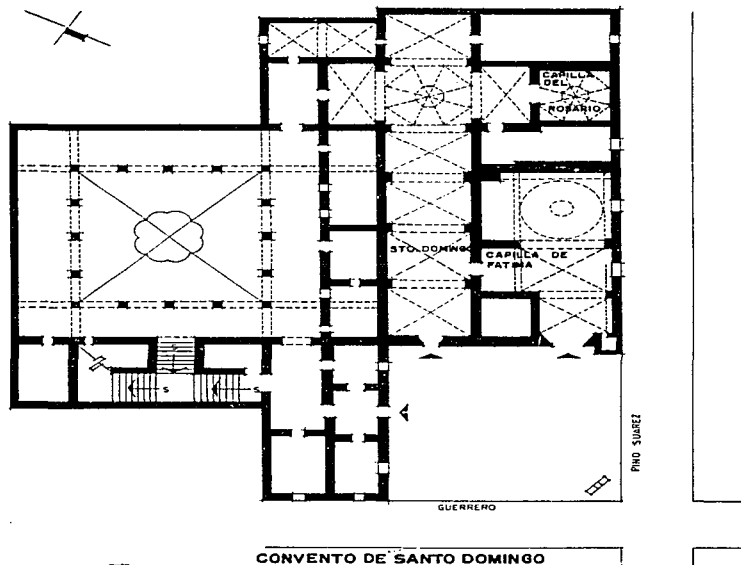 CAPILLA
DEL
ROSARIO
STO. DOMINGO
CAPILLA DE
FATIMA
S
S
S
PINO SUAREZ
GUERRERO
CONVENTO DE SANTO DOMINGO